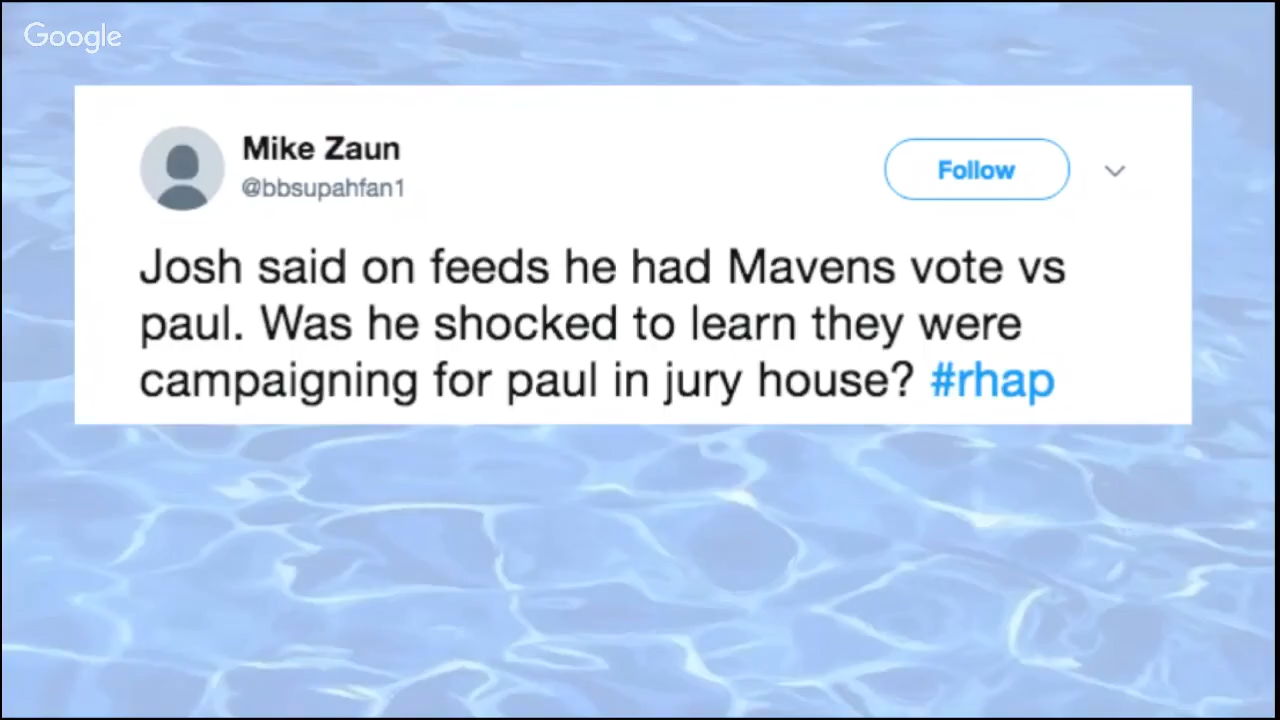 Google
Mike Zaun
@bbsupahfan1
Follow
Josh said on feeds he had Mavens vote vs
paul. Was he shocked to learn they were
campaigning for paul in jury house? #rhap